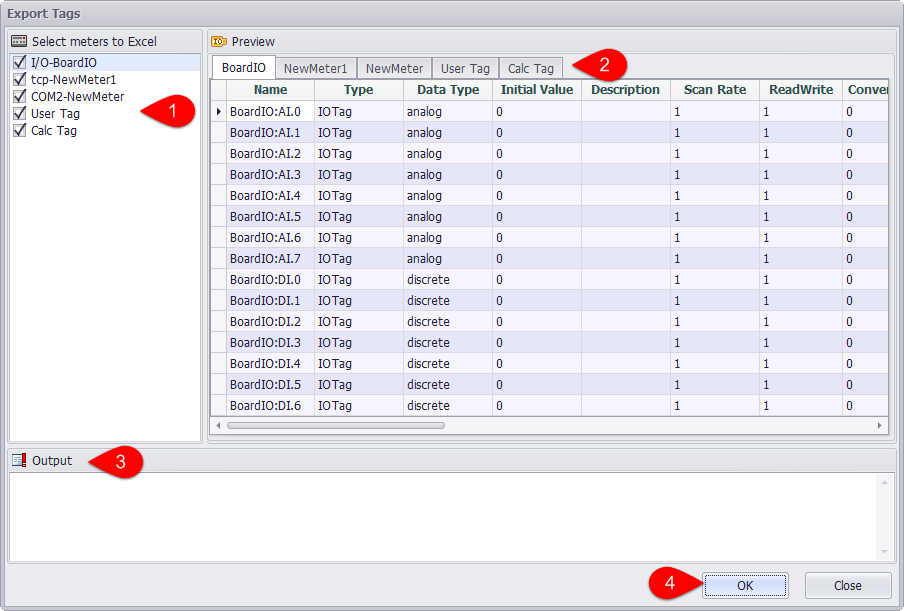 Export Tags
Select meters to Excel
I/O-BoardIO
tcp-NewMeter1
COM2-NewMeter
User Tag
Calc Tag
1
Preview
BoardIO NewMeter1 NewMeter User Tag Calc Tag
2
Name Type Data Type Initial Value Description Scan Rate ReadWrite Conver
BoardIO:AI.0 IOTag analog 0 1 1 0
BoardIO:AI.1 IOTag analog 0 1 1 0
BoardIO:AI.2 IOTag analog 0 1 1 0
BoardIO:AI.3 IOTag analog 0 1 1 0
BoardIO:AI.4 IOTag analog 0 1 1 0
BoardIO:AI.5 IOTag analog 0 1 1 0
BoardIO:AI.6 IOTag analog 0 1 1 0
BoardIO:AI.7 IOTag analog 0 1 1 0
BoardIO:DI.0 IOTag discrete 0 1 1 0
BoardIO:DI.1 IOTag discrete 0 1 1 0
BoardIO:DI.2 IOTag discrete 0 1 1 0
BoardIO:DI.3 IOTag discrete 0 1 1 0
BoardIO:DI.4 IOTag discrete 0 1 1 0
BoardIO:DI.5 IOTag discrete 0 1 1 0
BoardIO:DI.6 IOTag discrete 0 1 1 0
Output
3
4
OK Close